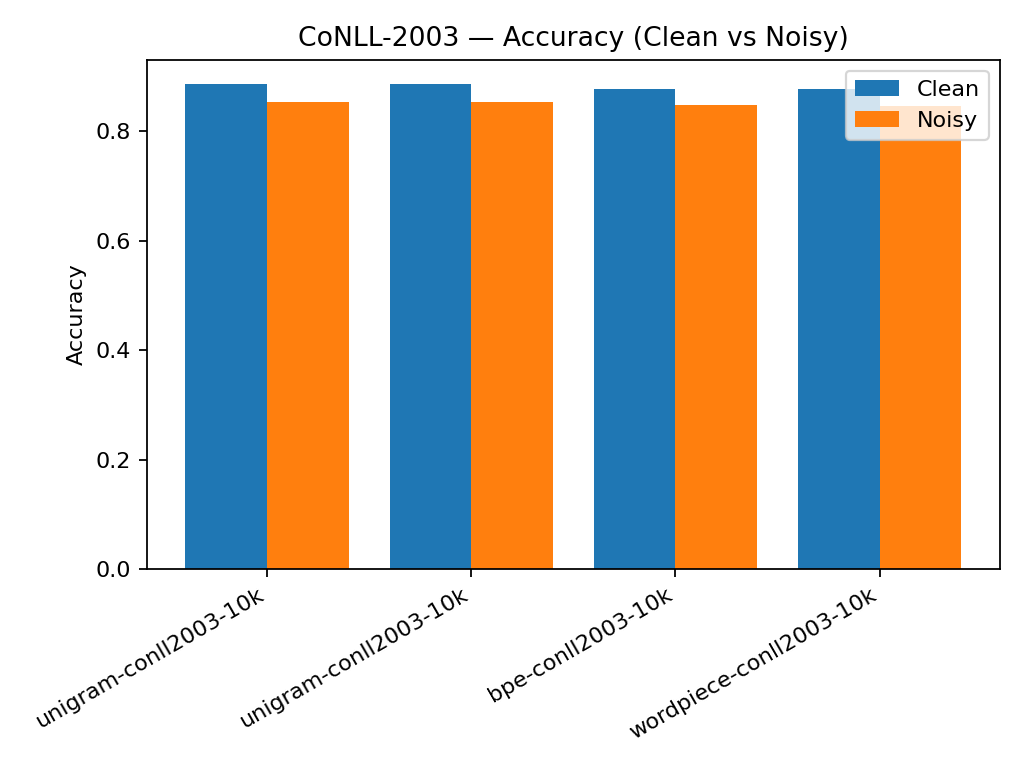 CoNLL-2003 — Accuracy (Clean vs Noisy)
Clean
Noisy
Accuracy
0.8
0.6
0.4
0.2
0.0
unigram-conll2003-10k
unigram-conll2003-10k
bpe-conll2003-10k
wordpiece-conll2003-10k